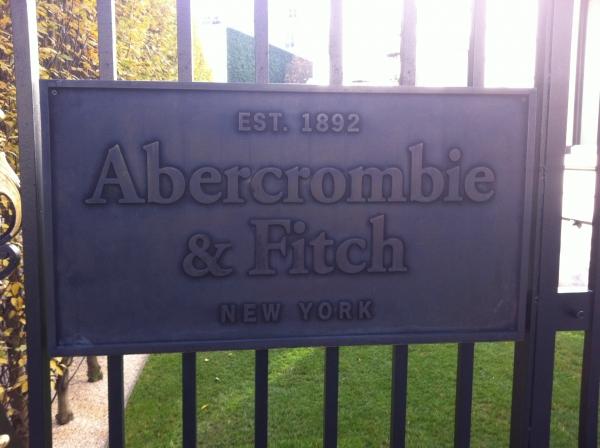 EST. 1892
Abercrombie
& Fitch
NEW YORK